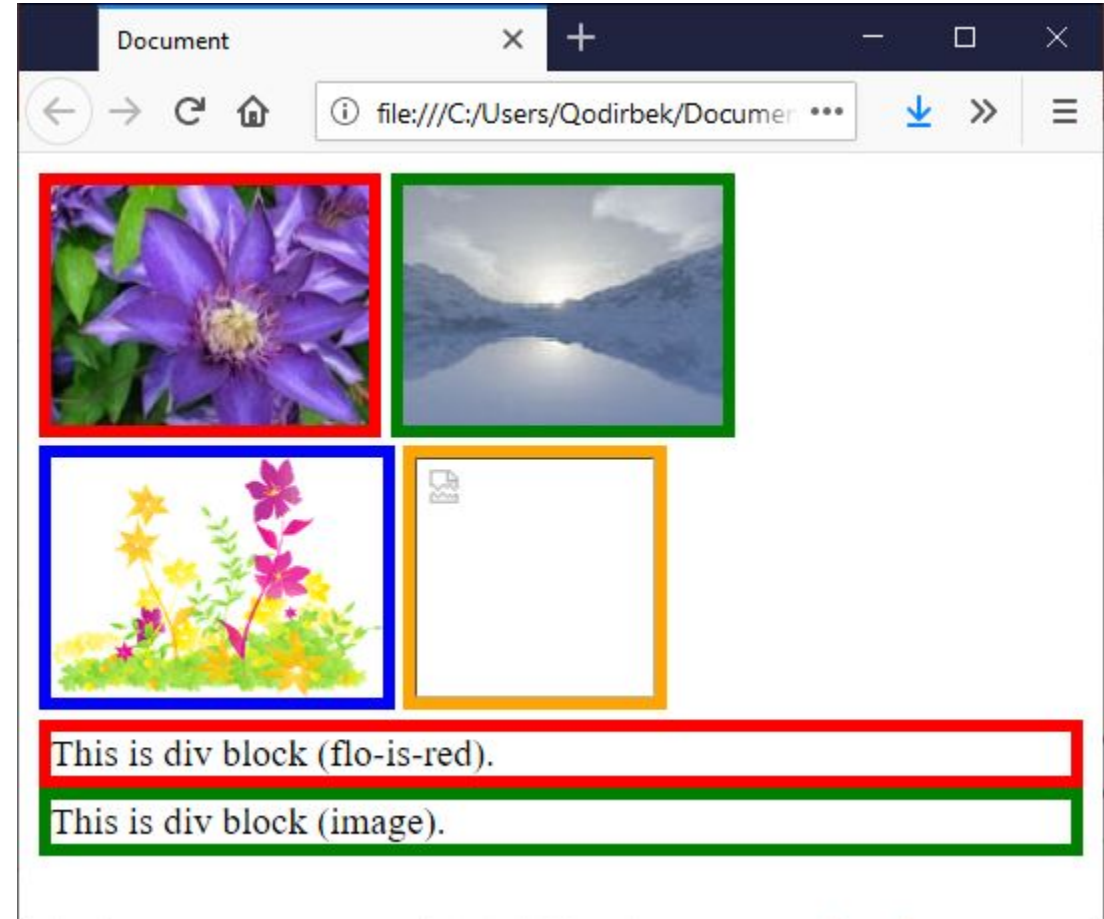 Document
file:///C:/Users/Qodirbek/Documen
This is div block (flo-is-red).
This is div block (image).